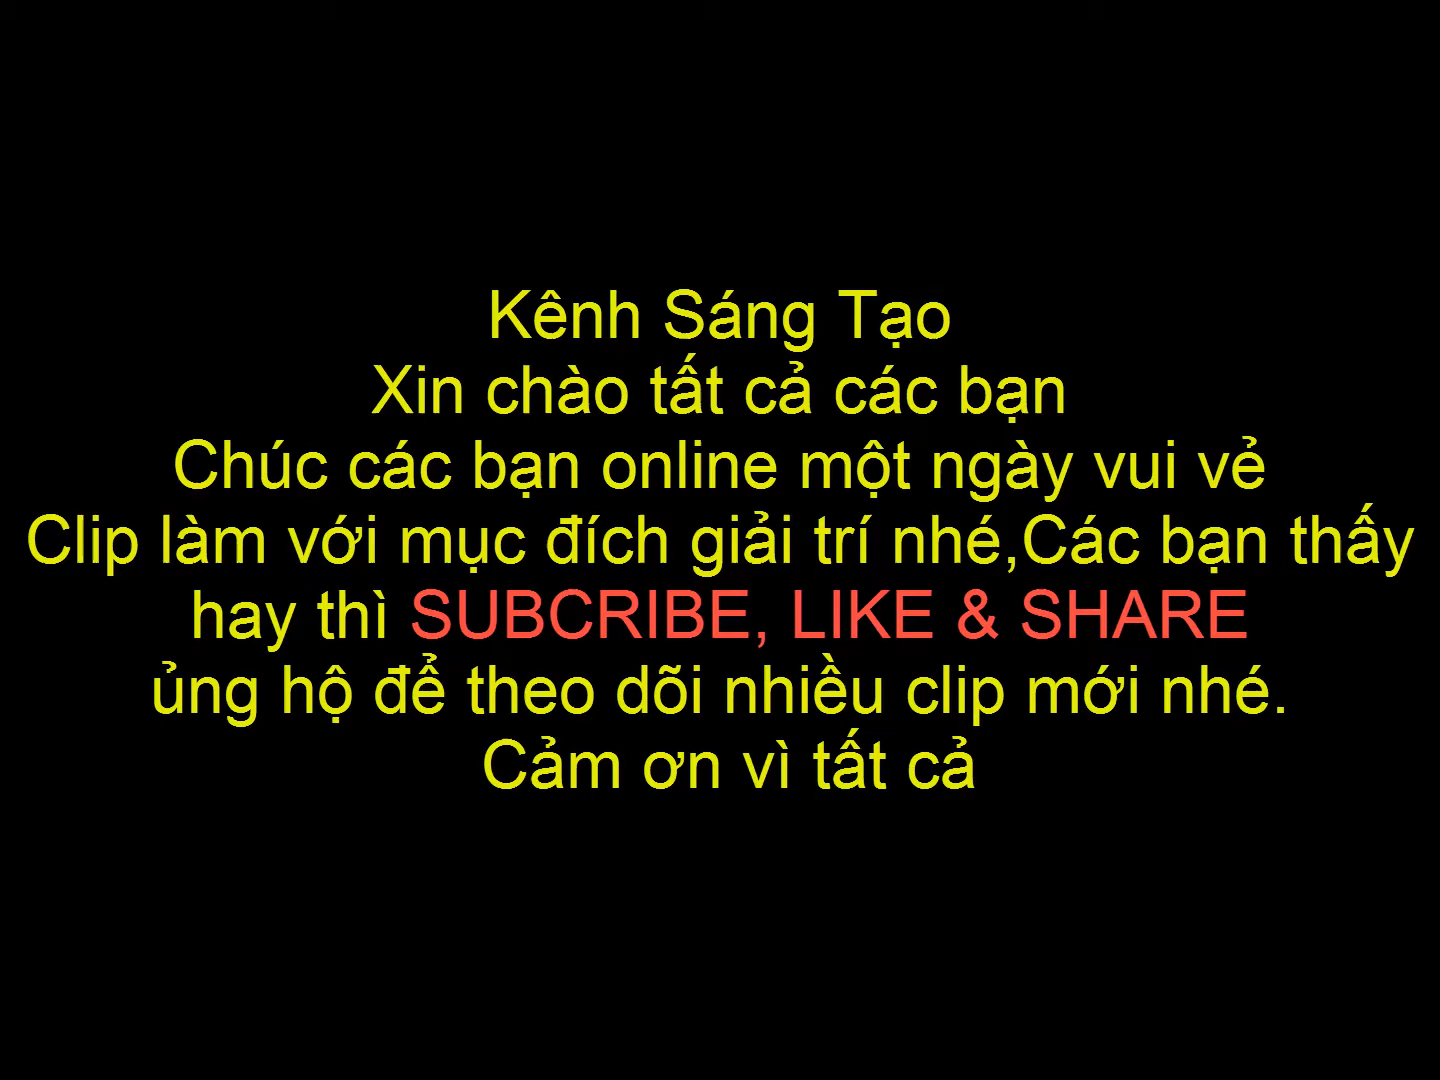 Kênh Sáng Tạo
Xin chào tất cả các bạn
Chúc các bạn online một ngày vui vẻ
Clip làm với mục đích giải trí nhé,Các bạn thấy
hay thì SUBCRIBE, LIKE & SHARE
ủng hộ để theo dõi nhiều clip mới nhé.
Cảm ơn vì tất cả